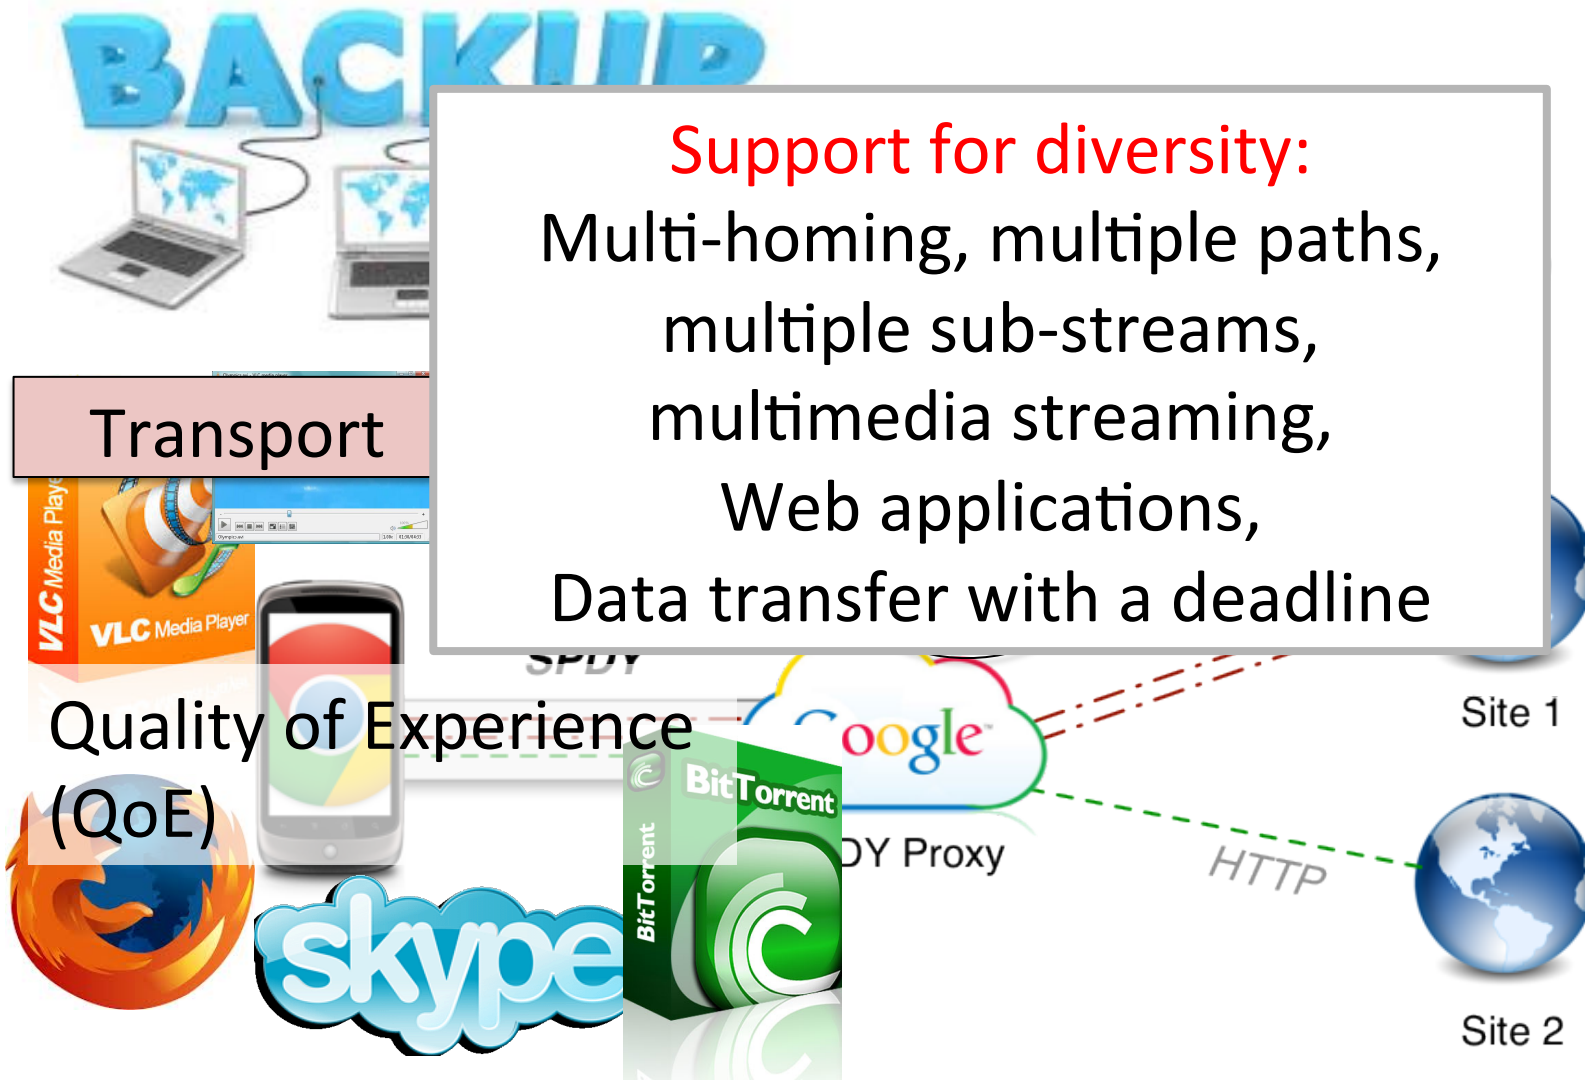 BACKUP
Support for diversity:
Multi-homing, multiple paths,
multiple sub-streams,
multimedia streaming,
Web applications,
Data transfer with a deadline
Transport
VLC Media Playe
VLC Media Player
SPDY
Quality of Experience
(QoE)
Google
Site 1
BitTorrent
BitTorrent
DY Proxy
HTTP
skype
Site 2